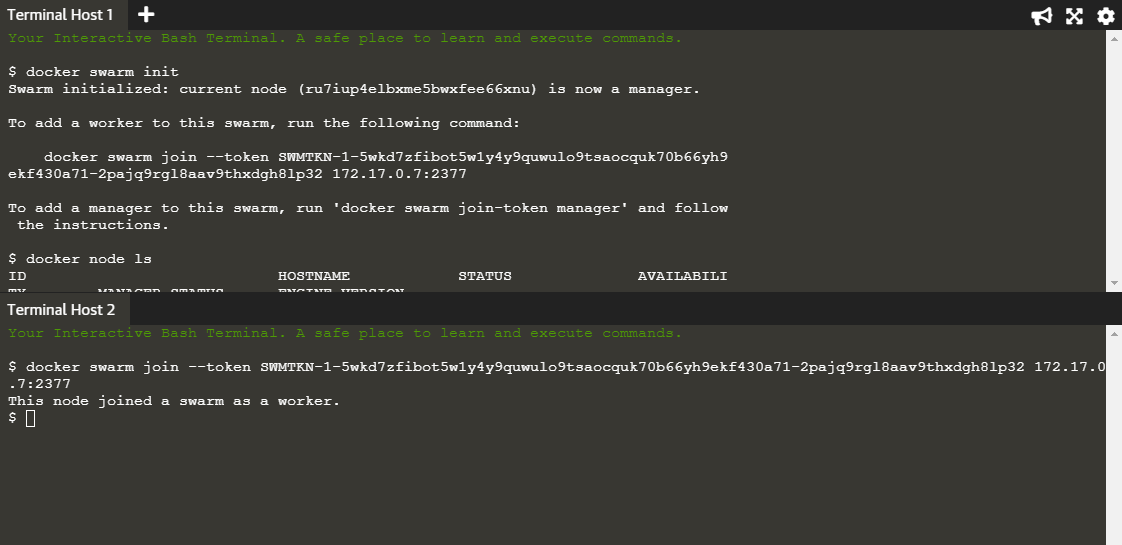 Terminal Host 1
Your Interactive Bash Terminal. A safe place to learn and execute commands.
$ docker swarm init
Swarm initialized: current node (ru7iup4elbxme5bwxfee66xnu) is now a manager.
To add a worker to this swarm, run the following command:
docker swarm join --token SWMTKN-1-5wkd7zfibot5w1y4y9quwulo9tsaocquk70b66yh9
ekf430a71-2pajq9rgl8aav9thxdgh8lp32 172.17.0.7:2377
To add a manager to this swarm, run 'docker swarm join-token manager' and follow
the instructions.
$ docker node ls
ID HOSTNAME STATUS AVAILABILI
TY MANAGER STATUS ENGINE VERSION
Terminal Host 2
Your Interactive Bash Terminal. A safe place to learn and execute commands.
$ docker swarm join --token SWMTKN-1-5wkd7zfibot5w1y4y9quwulo9tsaocquk70b66yh9ekf430a71-2pajq9rgl8aav9thxdgh8lp32 172.17.0
.7:2377
This node joined a swarm as a worker.
$